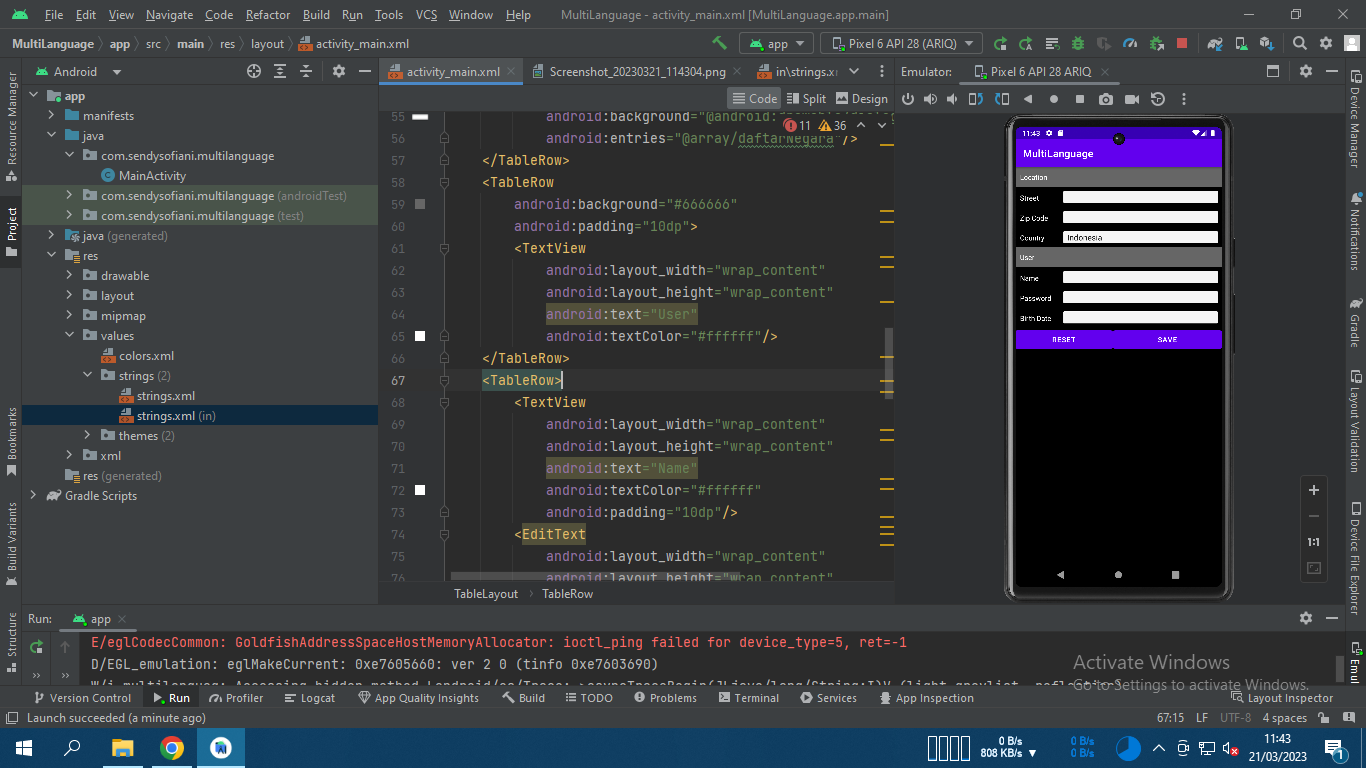 File Edit View Navigate Code Refactor Build Run Tools VCS Window Help MultiLanguage - activity_main.xml [MultiLanguage.app.main]
MultiLanguage app src main res layout activity_main.xml
app Pixel 6 API 28 (ARIQ)
Android
activity_main.xml Screenshot_20230321_114304.png in\strings.x
Emulator: Pixel 6 API 28 ARIQ
Code Split Design
11 36
Resource Manager
Project
Bookmarks
Build Variants
Structure
app
manifests
java
com.sendysofiani.multilanguage
MainActivity
com.sendysofiani.multilanguage (androidTest)
com.sendysofiani.multilanguage (test)
java (generated)
res
drawable
layout
mipmap
values
colors.xml
strings (2)
strings.xml
strings.xml (in)
themes (2)
xml
res (generated)
Gradle Scripts
55 android:background="@android:
56 android:entries="@array/daftarNegara"/>
57 </TableRow>
58 <TableRow
59 android:background="#666666"
60 android:padding="10dp">
61 <TextView
62 android:layout_width="wrap_content"
63 android:layout_height="wrap_content"
64 android:text="User"
65 android:textColor="#ffffff"/>
66 </TableRow>
67 <TableRow>
68 <TextView
69 android:layout_width="wrap_content"
70 android:layout_height="wrap_content"
71 android:text="Name"
72 android:textColor="#ffffff"
73 android:padding="10dp"/>
74 <EditText
75 android:layout_width="wrap_content"
76 android:layout_height="wrap_content"
TableLayout TableRow
11:43
MultiLanguage
Location
Street
Zip Code
Country Indonesia
User
Name
Password
Birth Date
RESET SAVE
1:1
Device Manager
Notifications
Gradle
Layout Validation
Device File Explorer
Emul
Run: app
E/eglCodecCommon: GoldfishAddressSpaceHostMemoryAllocator: ioctl_ping failed for device_type=5, ret=-1
D/EGL_emulation: eglMakeCurrent: 0xe7605660: ver 2 0 (tinfo 0xe7603690)
Activate Windows
Go to Settings to activate Windows.
Version Control Run Profiler Logcat App Quality Insights Build TODO Problems Terminal Services App Inspection Layout Inspector
Launch succeeded (a minute ago) 67:15 LF UTF-8 4 spaces
0 B/s
808 KB/s
0 B/s
0 B/s
11:43
21/03/2023
1